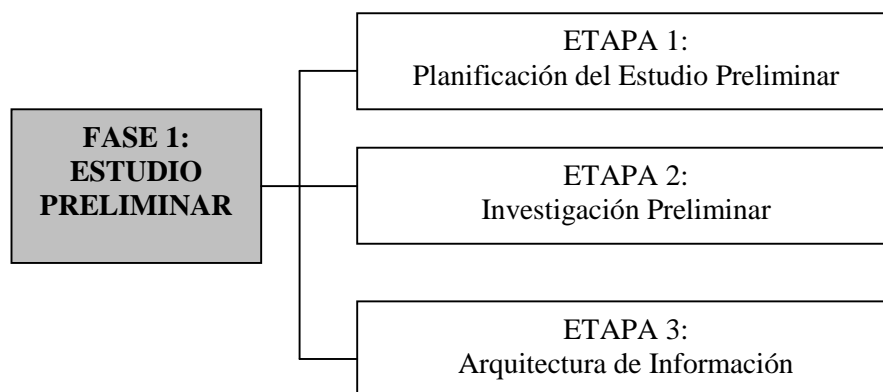 FASE 1:
ESTUDIO
PRELIMINAR
ETAPA 1:
Planificación del Estudio Preliminar
ETAPA 2:
Investigación Preliminar
ETAPA 3:
Arquitectura de Información